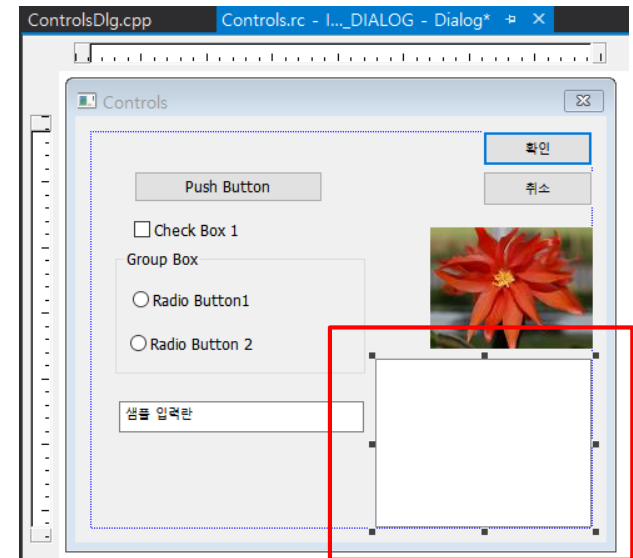 ControlsDlg.cpp
Controls.rc - I..._DIALOG - Dialog*
Controls
확인
Push Button
취소
Check Box 1
Group Box
Radio Button1
Radio Button 2
샘플 입력란